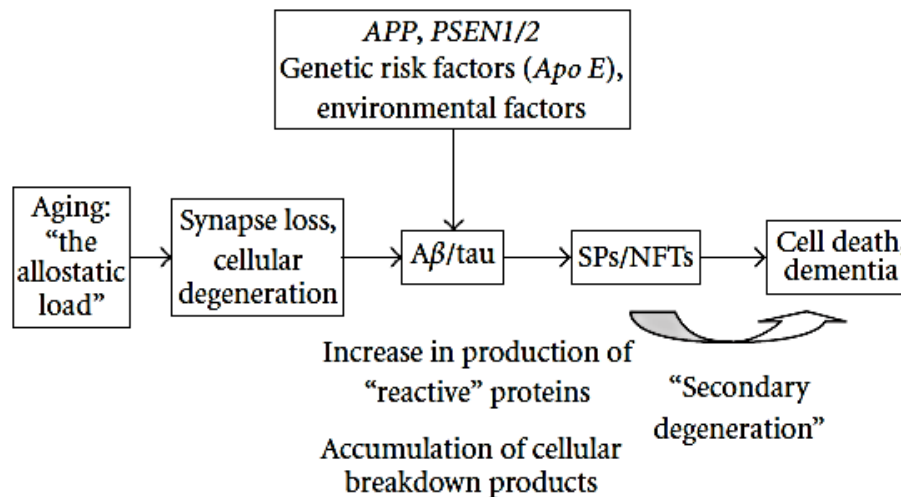 APP, PSEN1/2
Genetic risk factors (Apo E),
environmental factors
Aging:
“the
allostatic
load”
Synapse loss,
cellular
degeneration
Aβ/tau
SPs/NFTs
Cell death,
dementia
Increase in production of
“reactive” proteins
Accumulation of cellular
breakdown products
“Secondary
degeneration”